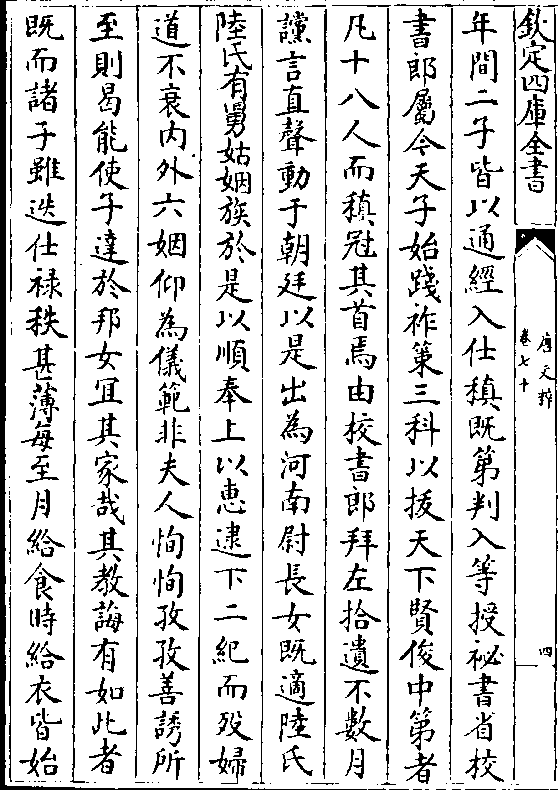 欽定四庫全書
唐文粹
卷七十
四
年間二子皆以通經入仕稹既第判入等授祕書省校
書郎屬今天子始踐祚策三科以拔天下賢俊中第者
凡十八人而稹冠其首焉由校書郎拜左拾遺不數月
讜言直聲動于朝廷以是出為河南尉長女既適陸氏
陸氏有舅姑姻族於是以順奉上以惠逮下二紀而歿婦
道不衰内外六姻仰為儀範非夫人恂恂孜孜善誘所
至則曷能使子達於邦女宜其家哉其教誨有如此者
既而諸子雖迭仕禄秩甚薄每至月給食時給衣皆始